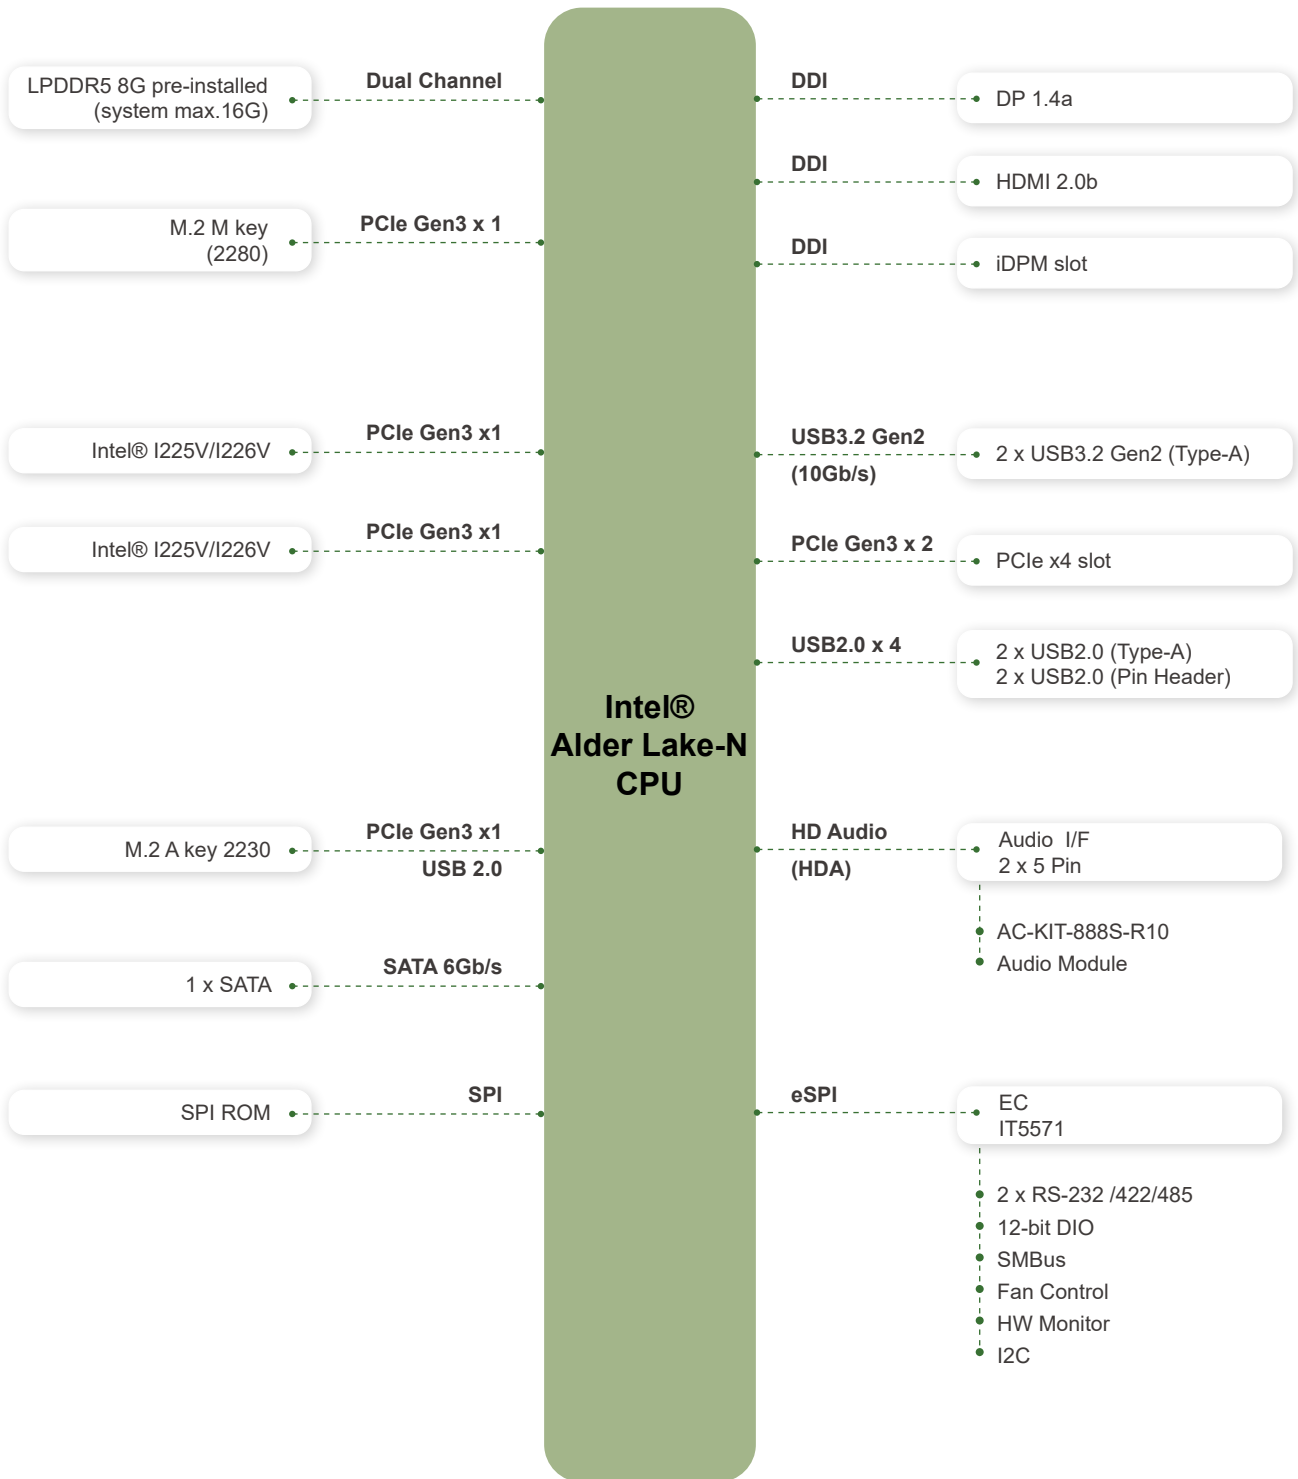 LPDDR5 8G pre-installed
(system max.16G)
Dual Channel
M.2 M key
(2280)
PCIe Gen3 x 1
Intel® I225V/I226V
PCIe Gen3 x1
Intel® I225V/I226V
PCIe Gen3 x1
M.2 A key 2230
PCIe Gen3 x1
USB 2.0
1 x SATA
SATA 6Gb/s
SPI ROM
SPI
Intel®
Alder Lake-N
CPU
DDI
DP 1.4a
DDI
HDMI 2.0b
DDI
iDPM slot
USB3.2 Gen2
(10Gb/s)
2 x USB3.2 Gen2 (Type-A)
PCIe Gen3 x 2
PCIe x4 slot
USB2.0 x 4
2 x USB2.0 (Type-A)
2 x USB2.0 (Pin Header)
HD Audio
(HDA)
Audio I/F
2 x 5 Pin
AC-KIT-888S-R10
Audio Module
eSPI
EC
IT5571
2 x RS-232 /422/485
12-bit DIO
SMBus
Fan Control
HW Monitor
I2C